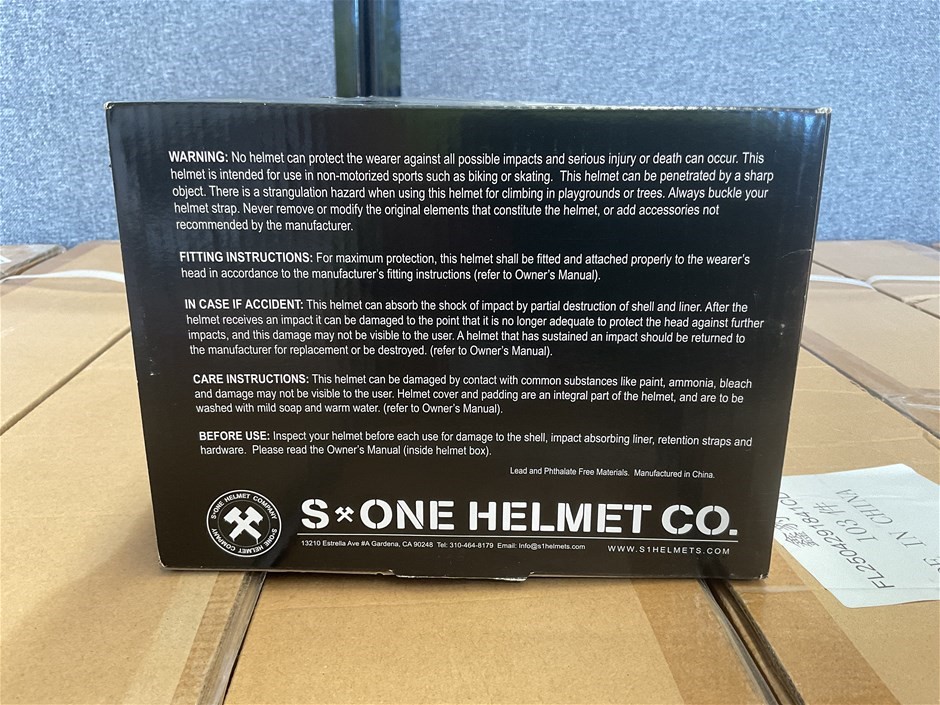 WARNING: No helmet can protect the wearer against all possible impacts and serious injury or death can occur. This
helmet is intended for use in non-motorized sports such as biking or skating. This helmet can be penetrated by a sharp
object. There is a strangulation hazard when using this helmet for climbing in playgrounds or trees. Always buckle your
helmet strap. Never remove or modify the original elements that constitute the helmet, or add accessories not
recommended by the manufacturer.
FITTING INSTRUCTIONS: For maximum protection, this helmet shall be fitted and attached properly to the wearer's
head in accordance to the manufacturer's fitting instructions (refer to Owner's Manual).
IN CASE IF ACCIDENT: This helmet can absorb the shock of impact by partial destruction of shell and liner. After the
helmet receives an impact it can be damaged to the point that it is no longer adequate to protect the head against further
impacts, and this damage may not be visible to the user. A helmet that has sustained an impact should be returned to
the manufacturer for replacement or be destroyed. (refer to Owner's Manual).
CARE INSTRUCTIONS: This helmet can be damaged by contact with common substances like paint, ammonia, bleach
and damage may not be visible to the user. Helmet cover and padding are an integral part of the helmet, and are to be
washed with mild soap and warm water. (refer to Owner's Manual).
BEFORE USE: Inspect your helmet before each use for damage to the shell, impact absorbing liner, retention straps and
hardware. Please read the Owner's Manual (inside helmet box).
Lead and Phthalate Free Materials. Manufactured in China.
S ONE HELMET COMPANY
S ONE HELMET COMPANY
S ONE HELMET CO.
13210 Estrella Ave #A Gardena, CA 90248 Tel: 310-464-8179 Email: Info@s1helmets.com
WWW.S1HELMETS.COM
FL2504291841CD
103
IN CHINA